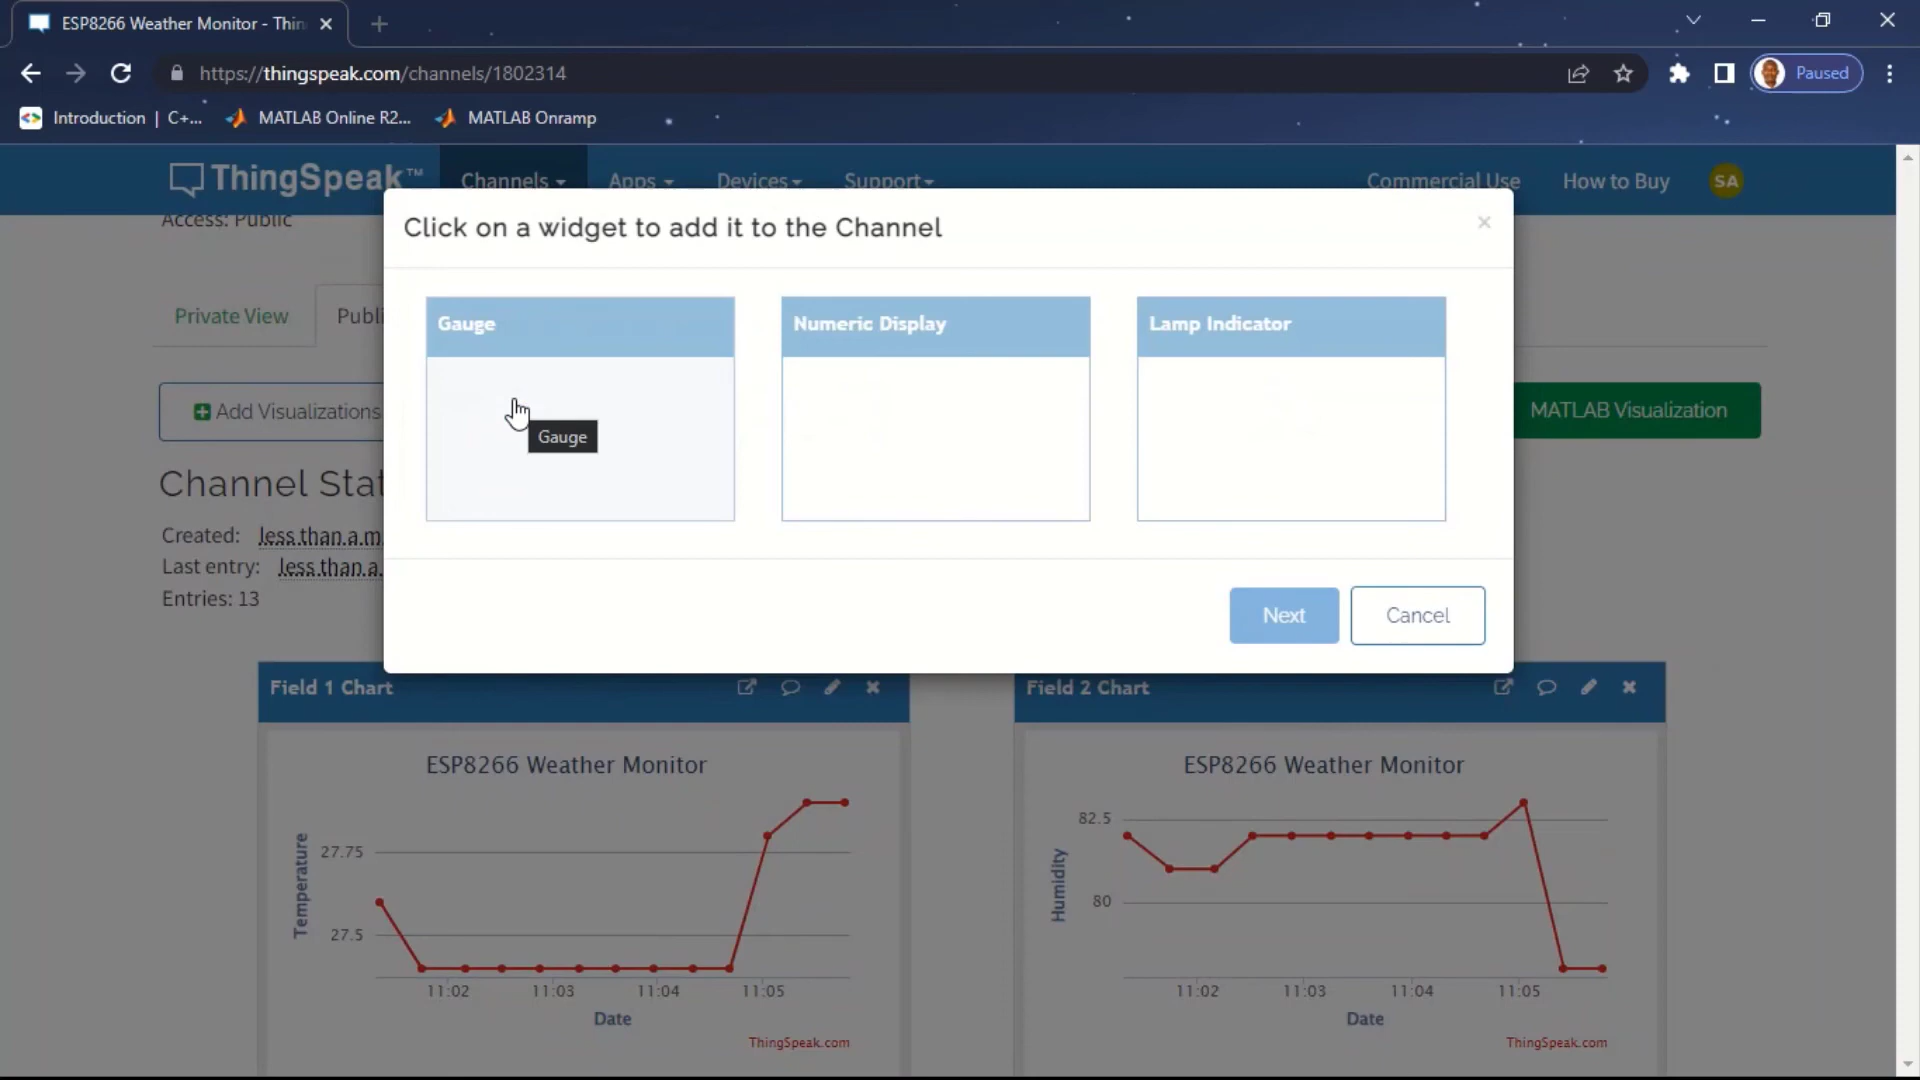 ESP8266 Weather Monitor - Thin
https://thingspeak.com/channels/1802314
Paused
Introduction | C+...
MATLAB Online R2...
MATLAB Onramp
ThingSpeak™
Channels
Apps
Devices
Support
Commercial Use
How to Buy
SA
Access: Public
Click on a widget to add it to the Channel
×
Private View
Publi
Gauge
Numeric Display
Lamp Indicator
Add Visualizations
Gauge
MATLAB Visualization
Channel Stat
Created: less than a m
Last entry: less than a
Entries: 13
Next
Cancel
Field 1 Chart
Field 2 Chart
ESP8266 Weather Monitor
Temperature
27.75
27.5
11:02
11:03
11:04
11:05
Date
ThingSpeak.com
ESP8266 Weather Monitor
Humidity
82.5
80
11:02
11:03
11:04
11:05
Date
ThingSpeak.com